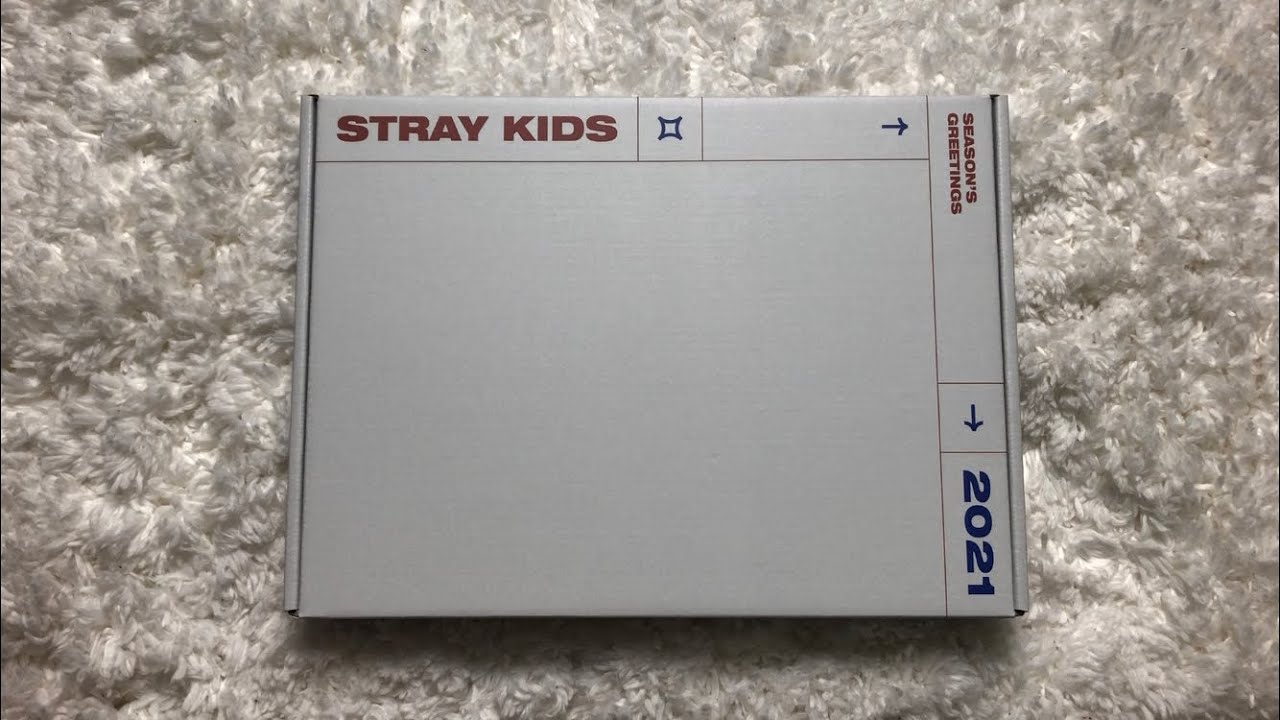 STRAY KIDS
SEASON'S
GREETINGS
2021